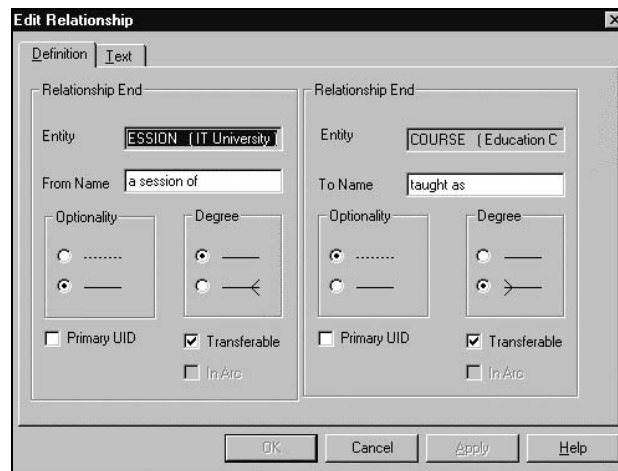 Edit Relationship
Definition Text
Relationship End
Entity ESSION (IT University)
From Name a session of
Optionality Degree
Primary UID
Transferable
In Arc
Relationship End
Entity COURSE (Education C
To Name taught as
Optionality Degree
Primary UID
Transferable
In Arc
OK Cancel Apply Help